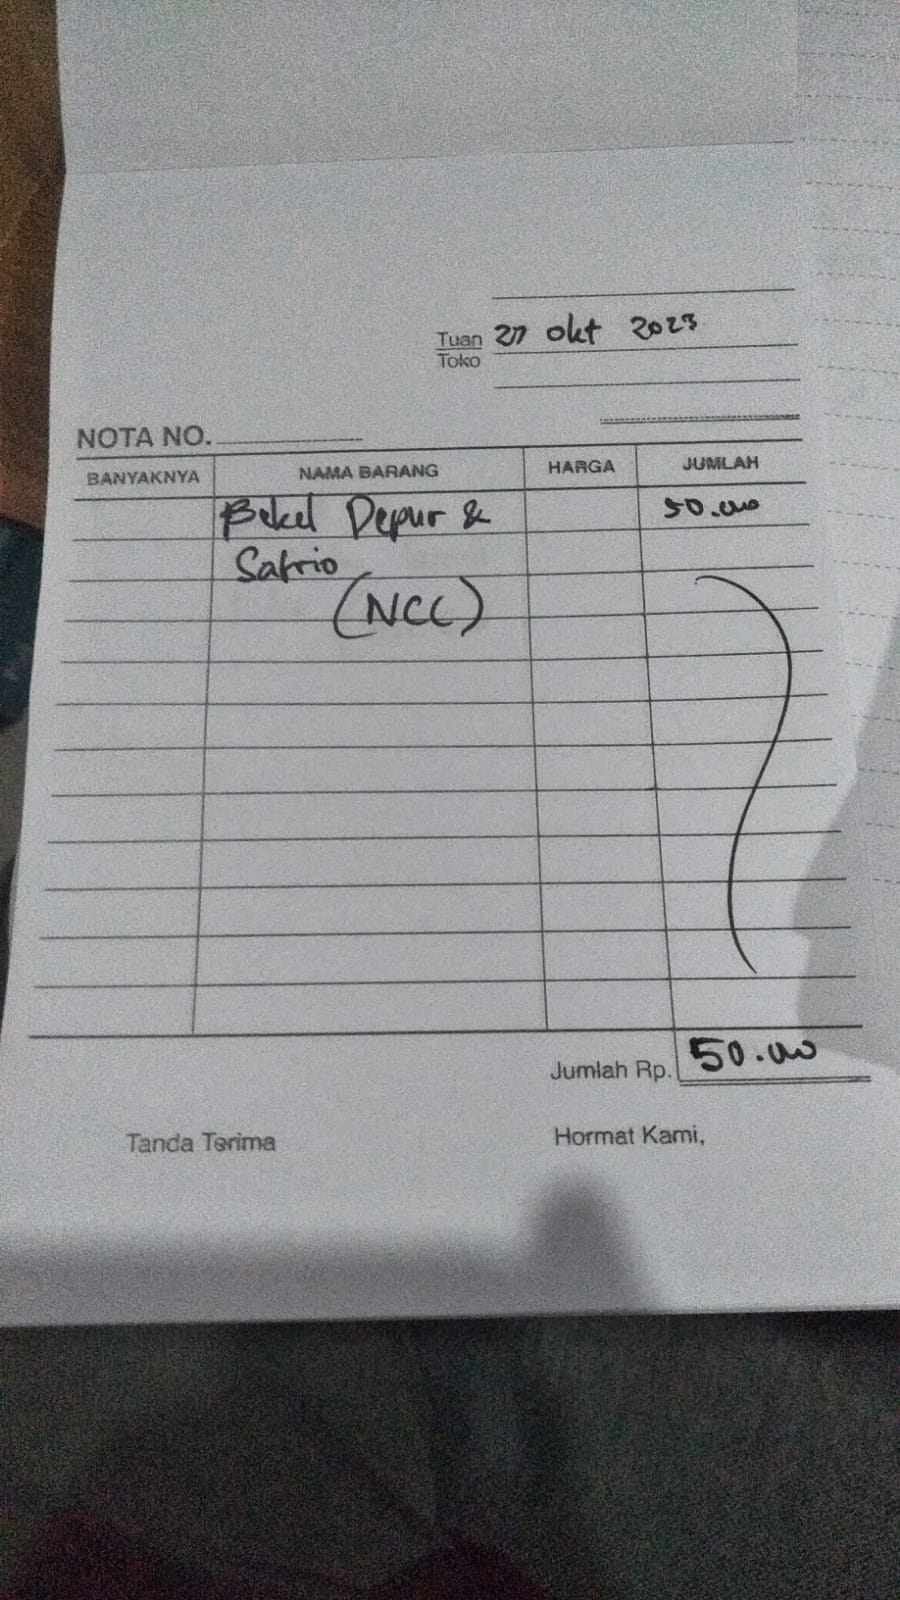 Tuan 27 Okt 2023
Toko
NOTA NO.
BANYAKNYA NAMA BARANG HARGA JUMLAH
Bekel Depur & 50.000
Satrio
(NCC)
Jumlah Rp. 50.000
Tanda Terima Hormat Kami,